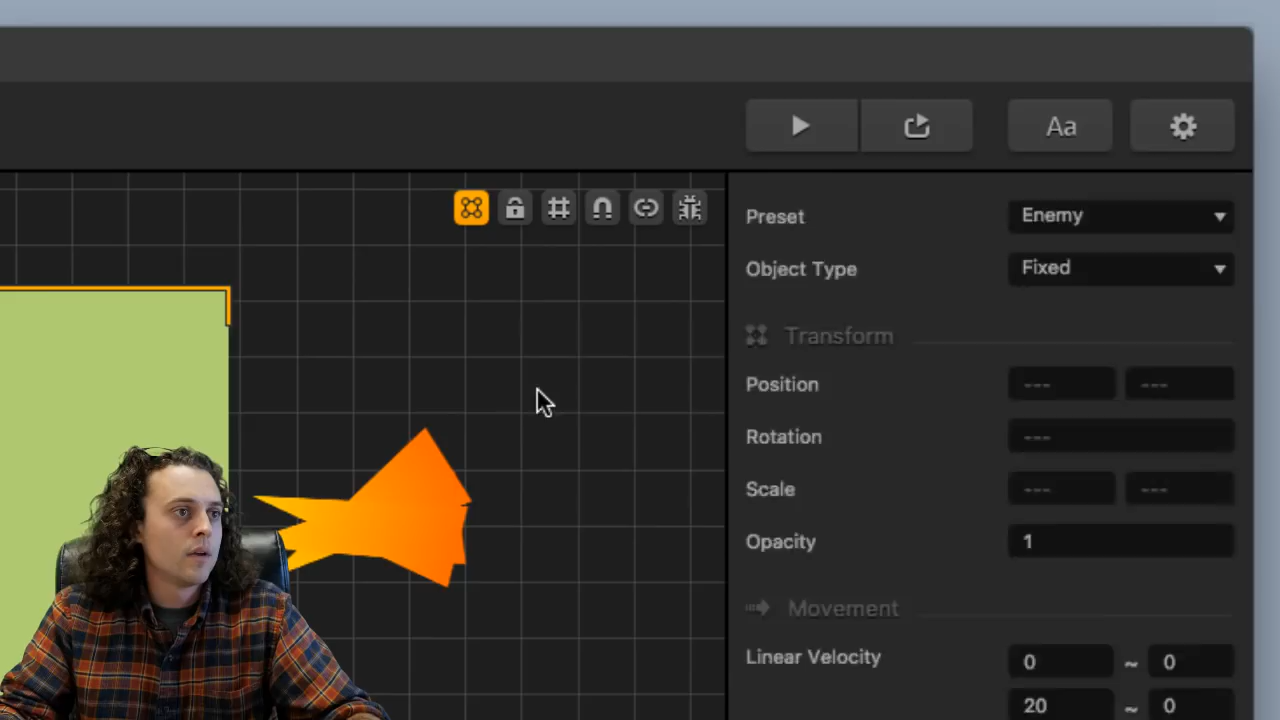 Aa
Preset Enemy
Object Type Fixed
Transform
Position --- ---
Rotation ---
Scale --- ---
Opacity 1
Movement
Linear Velocity 0 ~ 0
20 ~ 0